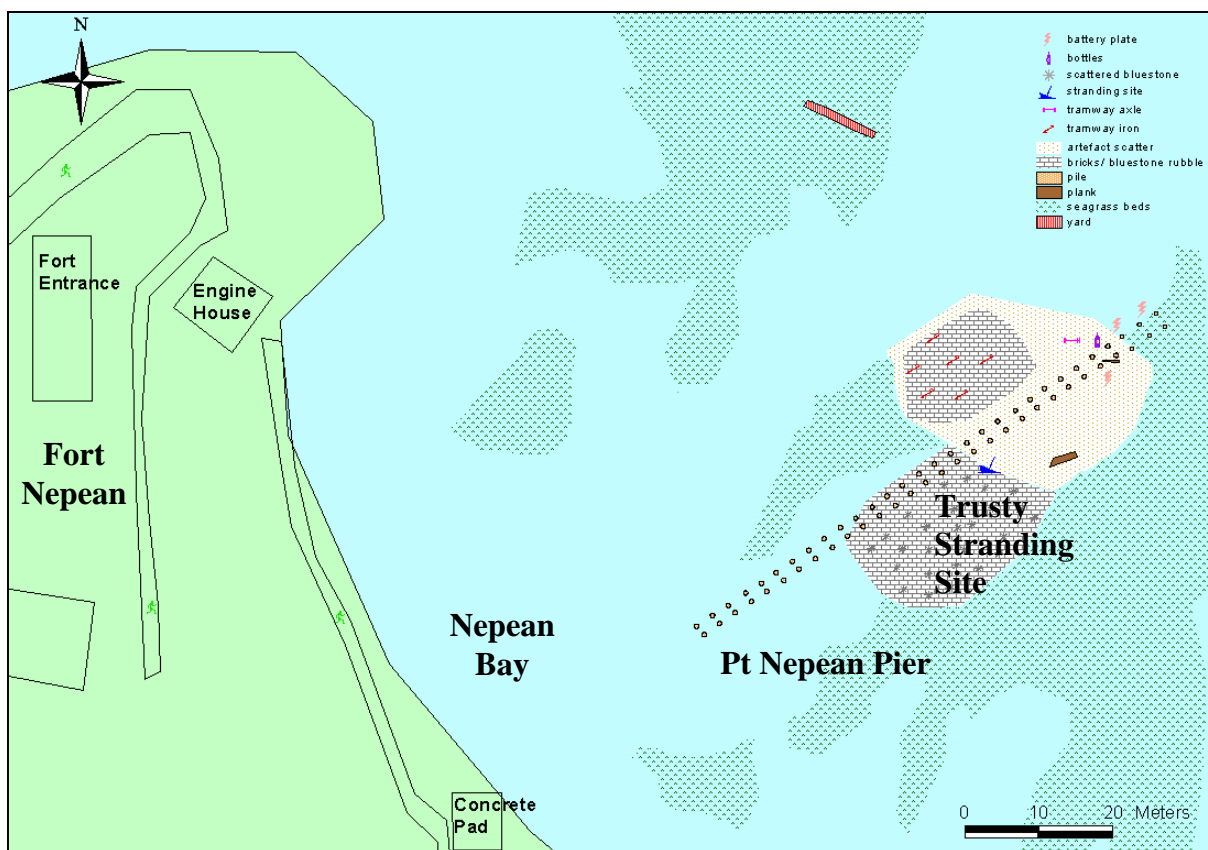 N
battery plate
bottles
scattered bluestone
stranding site
tramway axle
tramway iron
artefact scatter
bricks/ bluestone rubble
pile
plank
seagrass beds
yard
Fort
Entrance
Engine
House
Fort
Nepean
Trusty
Stranding
Site
Nepean
Bay
Pt Nepean Pier
Concrete
Pad
0 10 20 Meters